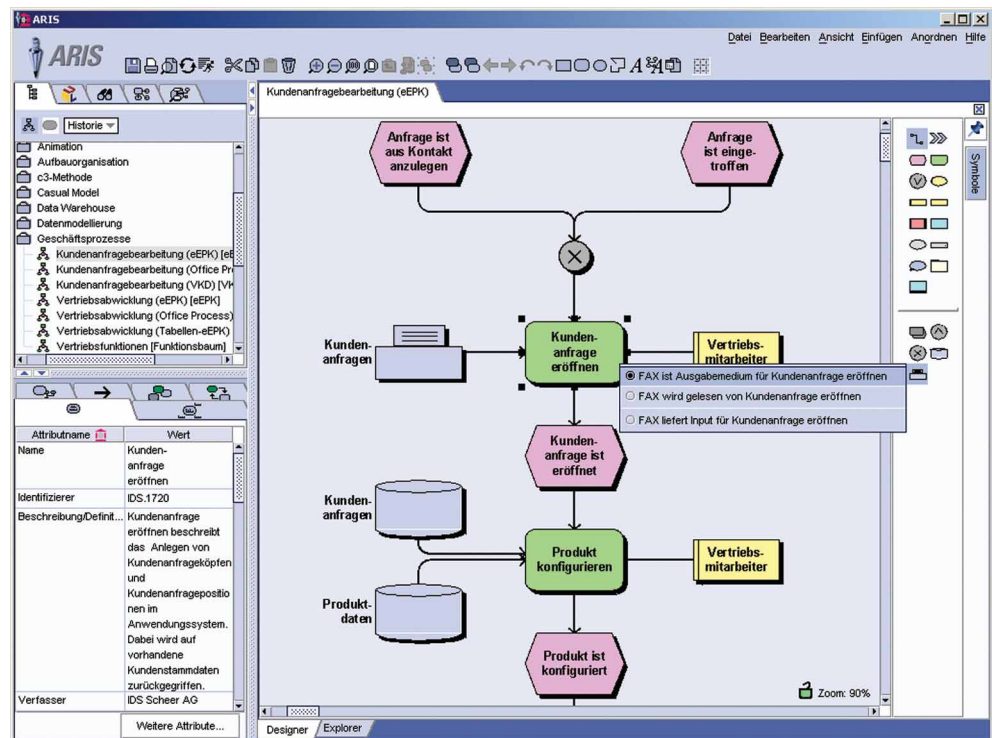 ARIS
Datei Bearbeiten Ansicht Einfügen Anordnen Hilfe
ARIS
Kundenanfragebearbeitung (eEPK)
Historie
Animation
Aufbauorganisation
c3-Methode
Casual Model
Data Warehouse
Datenmodellierung
Geschäftsprozesse
Kundenanfragebearbeitung (eEPK) [eE
Kundenanfragebearbeitung (Office Pr
Kundenanfragebearbeitung (VKD) [VK
Vertriebsabwicklung (eEPK) [eEPK]
Vertriebsabwicklung (Office Process)
Vertriebsabwicklung (Tabellen-eEPK)
Vertriebsfunktionen [Funktionsbaum]
Attributname Wert
Name Kunden-
anfrage
eröffnen
Identifizierer IDS.1720
Beschreibung/Definit... Kundenanfrage
eröffnen beschreibt
das Anlegen von
Kundenanfrageköpfen
und
Kundenanfragepositio
nen im
Anwendungssystem.
Dabei wird auf
vorhandene
Kundenstammdaten
zurückgegriffen.
Verfasser IDS Scheer AG
Weitere Attribute...
Anfrage ist
aus Kontakt
anzulegen
Anfrage
ist einge-
troffen
Kunden-
anfragen
Kunden-
anfrage
eröffnen
Vertriebs-
mitarbeiter
FAX ist Ausgabemedium für Kundenanfrage eröffnen
FAX wird gelesen von Kundenanfrage eröffnen
FAX liefert Input für Kundenanfrage eröffnen
Kunden-
anfrage ist
eröffnet
Kunden-
anfragen
Produkt-
daten
Produkt
konfigurieren
Vertriebs-
mitarbeiter
Produkt ist
konfiguriert
Zoom: 90%
Designer Explorer
Symbole